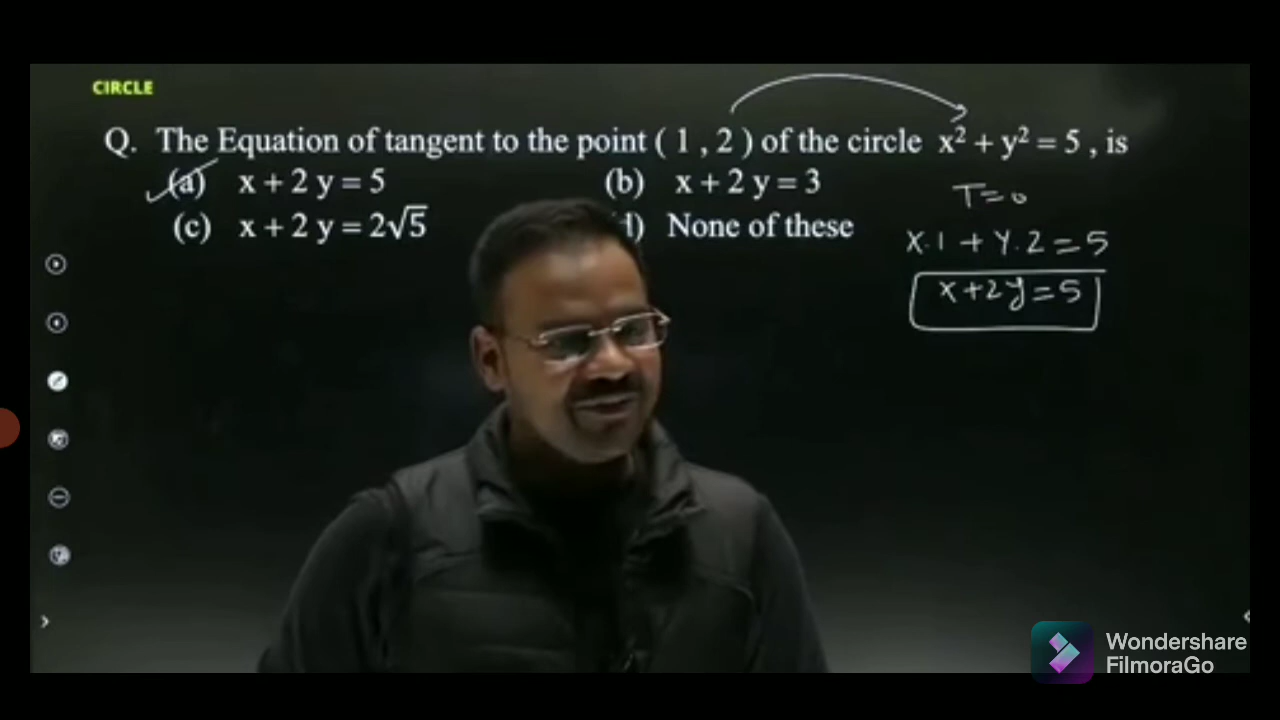 CIRCLE
Q. The Equation of tangent to the point ( 1 , 2 ) of the circle x² + y² = 5 , is
(a) x + 2 y = 5 (b) x + 2 y = 3
(c) x + 2 y = 2√5 d) None of these
T=0
x.1 + y.2 = 5
x+2y=5
Wondershare
FilmoraGo